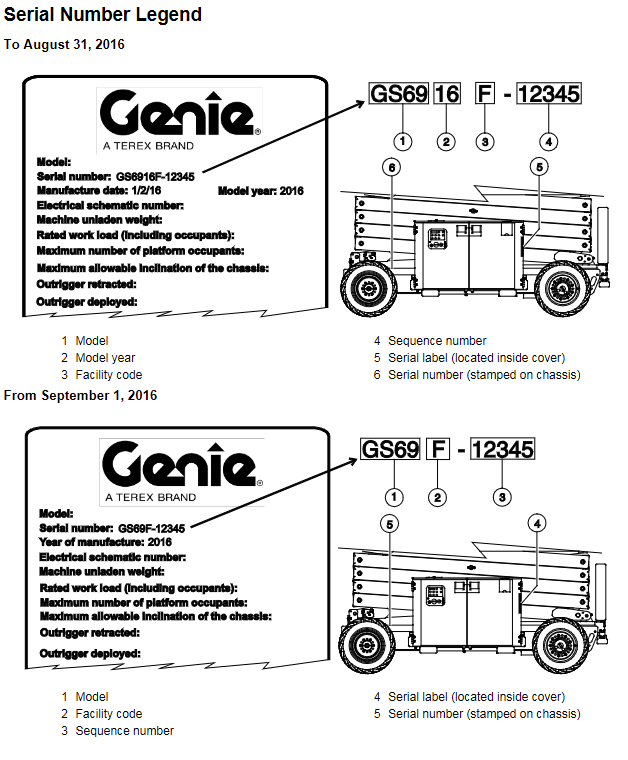 Serial Number Legend
To August 31, 2016
Genie®
A TEREX BRAND
Model:
Serial number: GS6916F-12345
Manufacture date: 1/2/16 Model year: 2016
Electrical schematic number:
Machine unladen weight:
Rated work load (including occupants):
Maximum number of platform occupants:
Maximum allowable inclination of the chassis:
Outrigger retracted:
Outrigger deployed:
GS69 16 F - 12345
1 2 3 4
6 5
1 Model
2 Model year
3 Facility code
4 Sequence number
5 Serial label (located inside cover)
6 Serial number (stamped on chassis)
From September 1, 2016
Genie®
A TEREX BRAND
Model:
Serial number: GS69F-12345
Year of manufacture: 2016
Electrical schematic number:
Machine unladen weight:
Rated work load (including occupants):
Maximum number of platform occupants:
Maximum allowable inclination of the chassis:
Outrigger retracted:
Outrigger deployed:
GS69 F - 12345
1 2 3
5 4
1 Model
2 Facility code
3 Sequence number
4 Serial label (located inside cover)
5 Serial number (stamped on chassis)